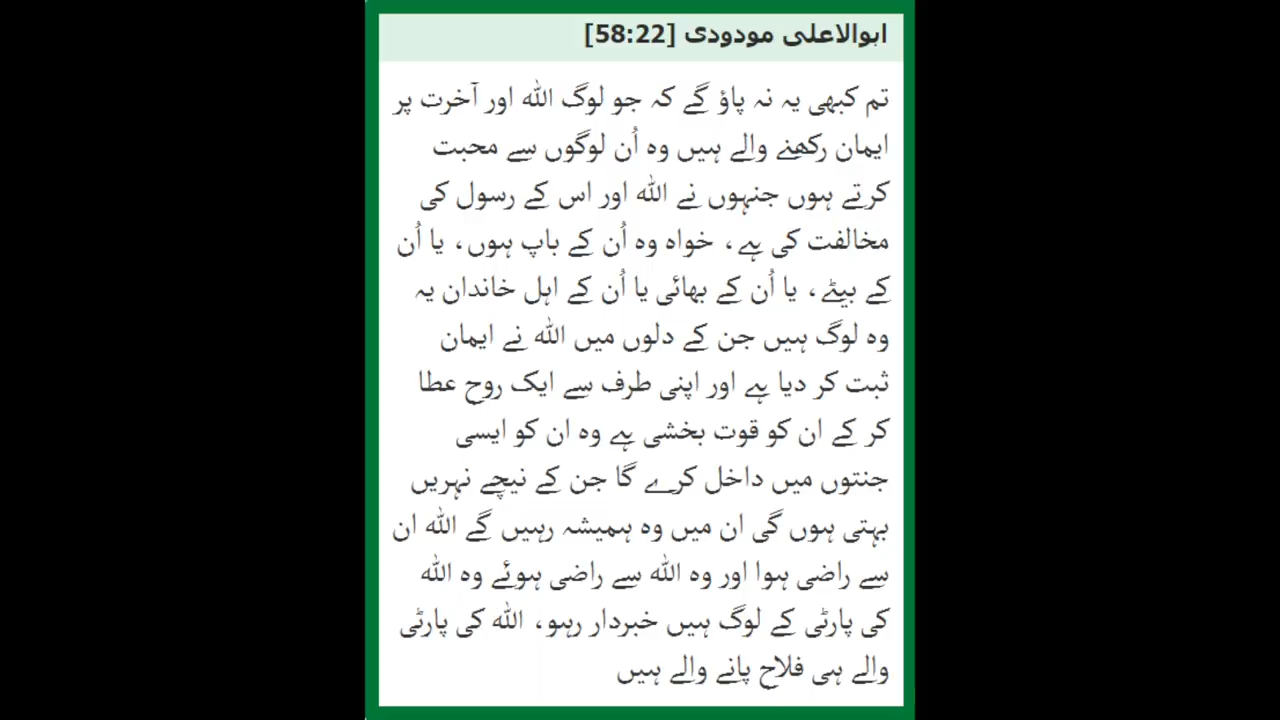 ابوالاعلی مودودی [58:22]
تم کبھی یہ نہ پاؤ گے کہ جو لوگ اللہ اور آخرت پر
ایمان رکھنے والے ہیں وہ اُن لوگوں سے محبت
کرتے ہوں جنہوں نے اللہ اور اس کے رسول کی
مخالفت کی ہے، خواہ وہ اُن کے باپ ہوں، یا اُن
کے بیٹے، یا اُن کے بھائی یا اُن کے اہل خاندان یہ
وہ لوگ ہیں جن کے دلوں میں اللہ نے ایمان
ثبت کر دیا ہے اور اپنی طرف سے ایک روح عطا
کر کے ان کو قوت بخشی ہے وہ ان کو ایسی
جنتوں میں داخل کرے گا جن کے نیچے نہریں
بہتی ہوں گی ان میں وہ ہمیشہ رہیں گے اللہ ان
سے راضی ہوا اور وہ اللہ سے راضی ہوئے وہ اللہ
کی پارٹی کے لوگ ہیں خبردار رہو، اللہ کی پارٹی
والے ہی فلاح پانے والے ہیں